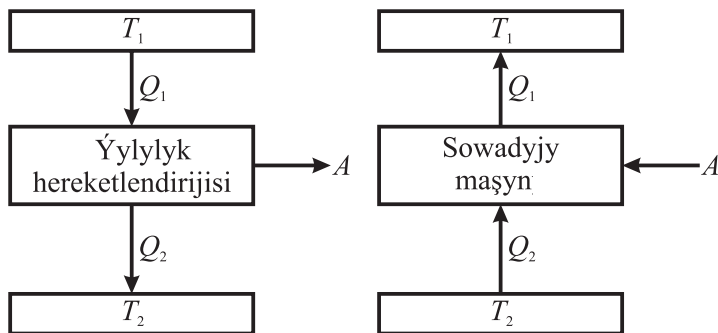 T₁
Q₁
Ýylylyk
hereketlendirijisi
A
Q₂
T₂
T₁
Q₁
Sowadyjy
maşyn
A
Q₂
T₂